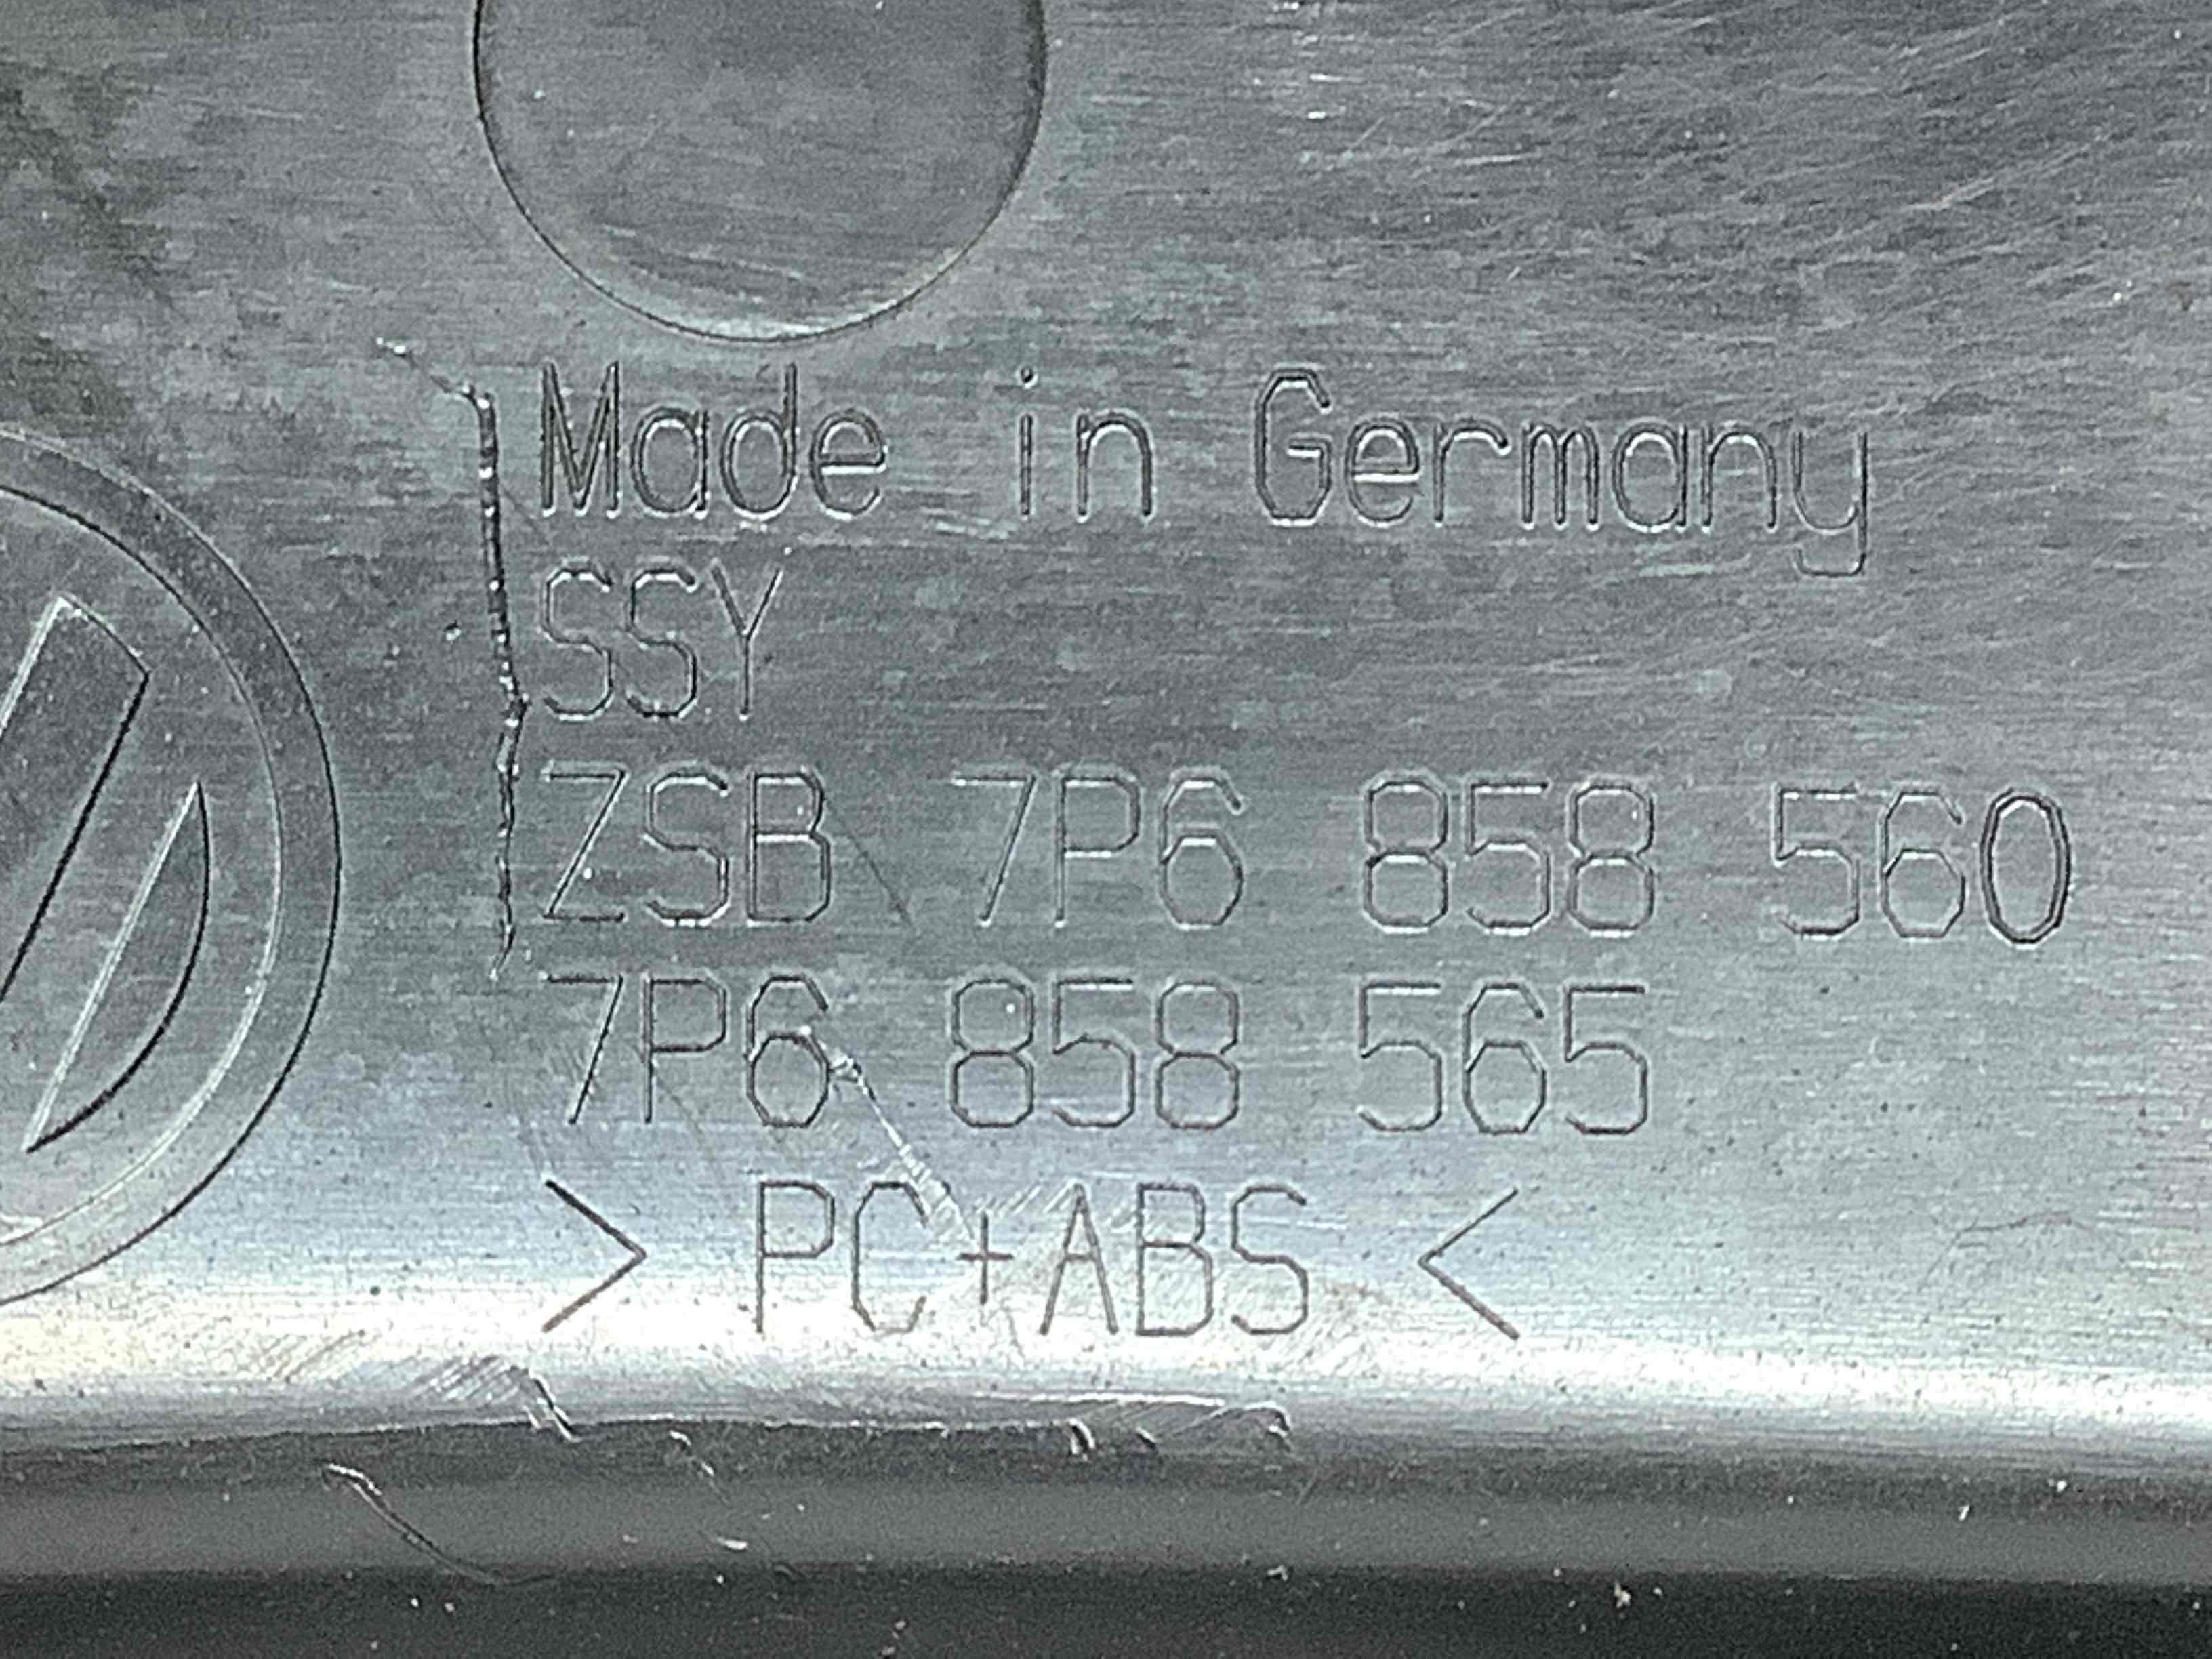 Made in Germany
SSY
ZSB 7P6 858 560
7P6 858 565
> PC+ABS <